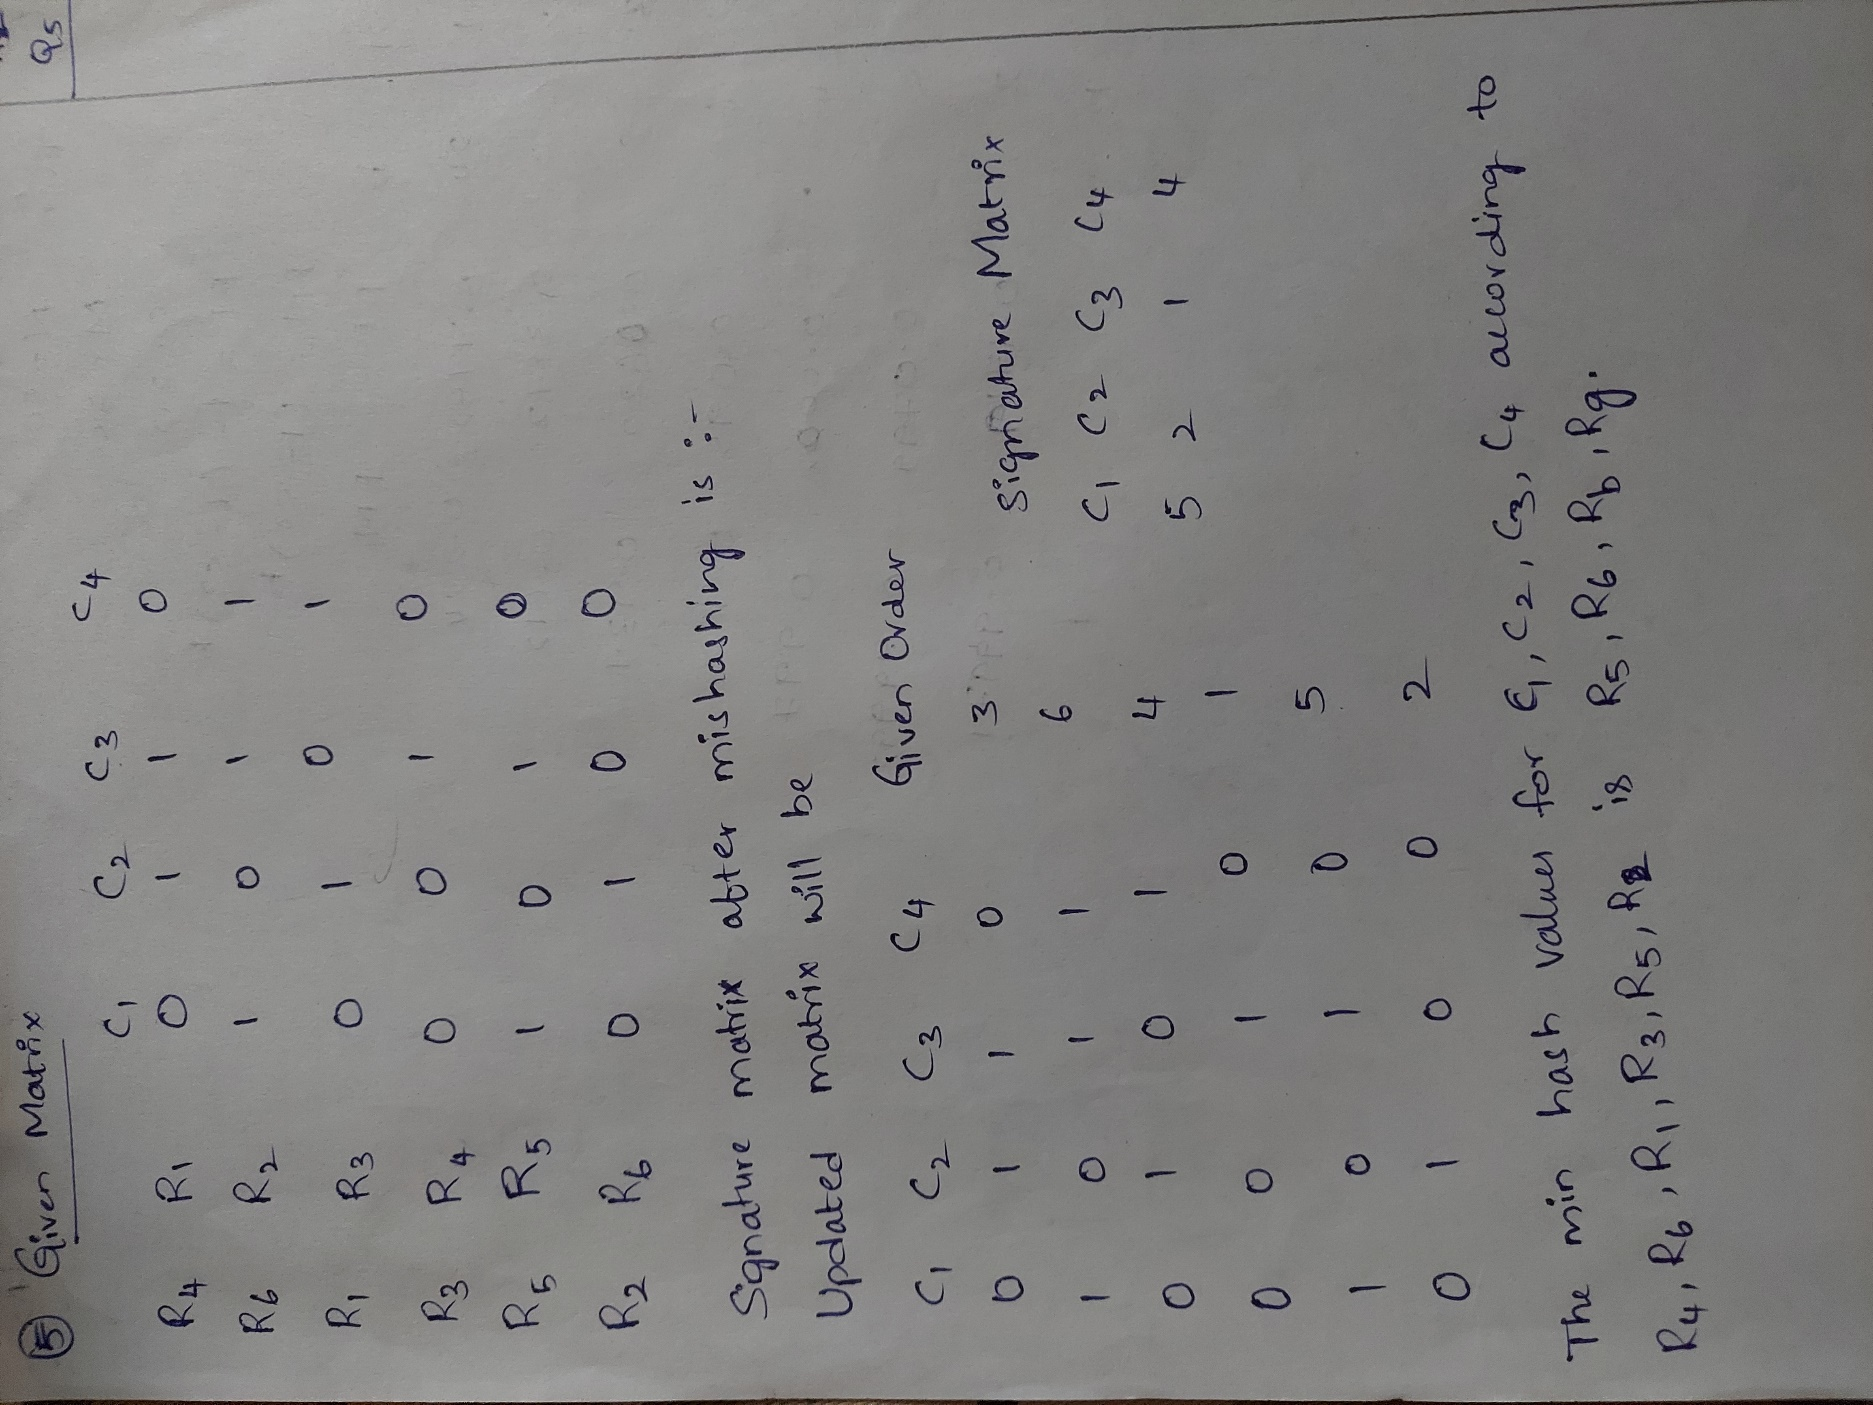 Q5
⑤ Given Matrix
C1 C2 C3 C4
R4 R1 0 1 1 0
R6 R2 1 0 1 1
R1 R3 0 1 0 1
R3 R4 0 0 1 0
R5 R5 1 0 1 0
R2 R6 0 1 0 0
Signature matrix after mishashing is :-
Updated matrix will be
C1 C2 C3 C4 Given Order
0 1 1 0 3
1 0 1 1 6
0 1 0 1 4
0 0 1 0 1
1 0 1 0 5
0 1 0 0 2
Signature Matrix
C1 C2 C3 C4
5 2 1 4
The min hash values for C1, C2, C3, C4 according to
R4, R6, R1, R3, R5, R2 is R5, R6, R6, R